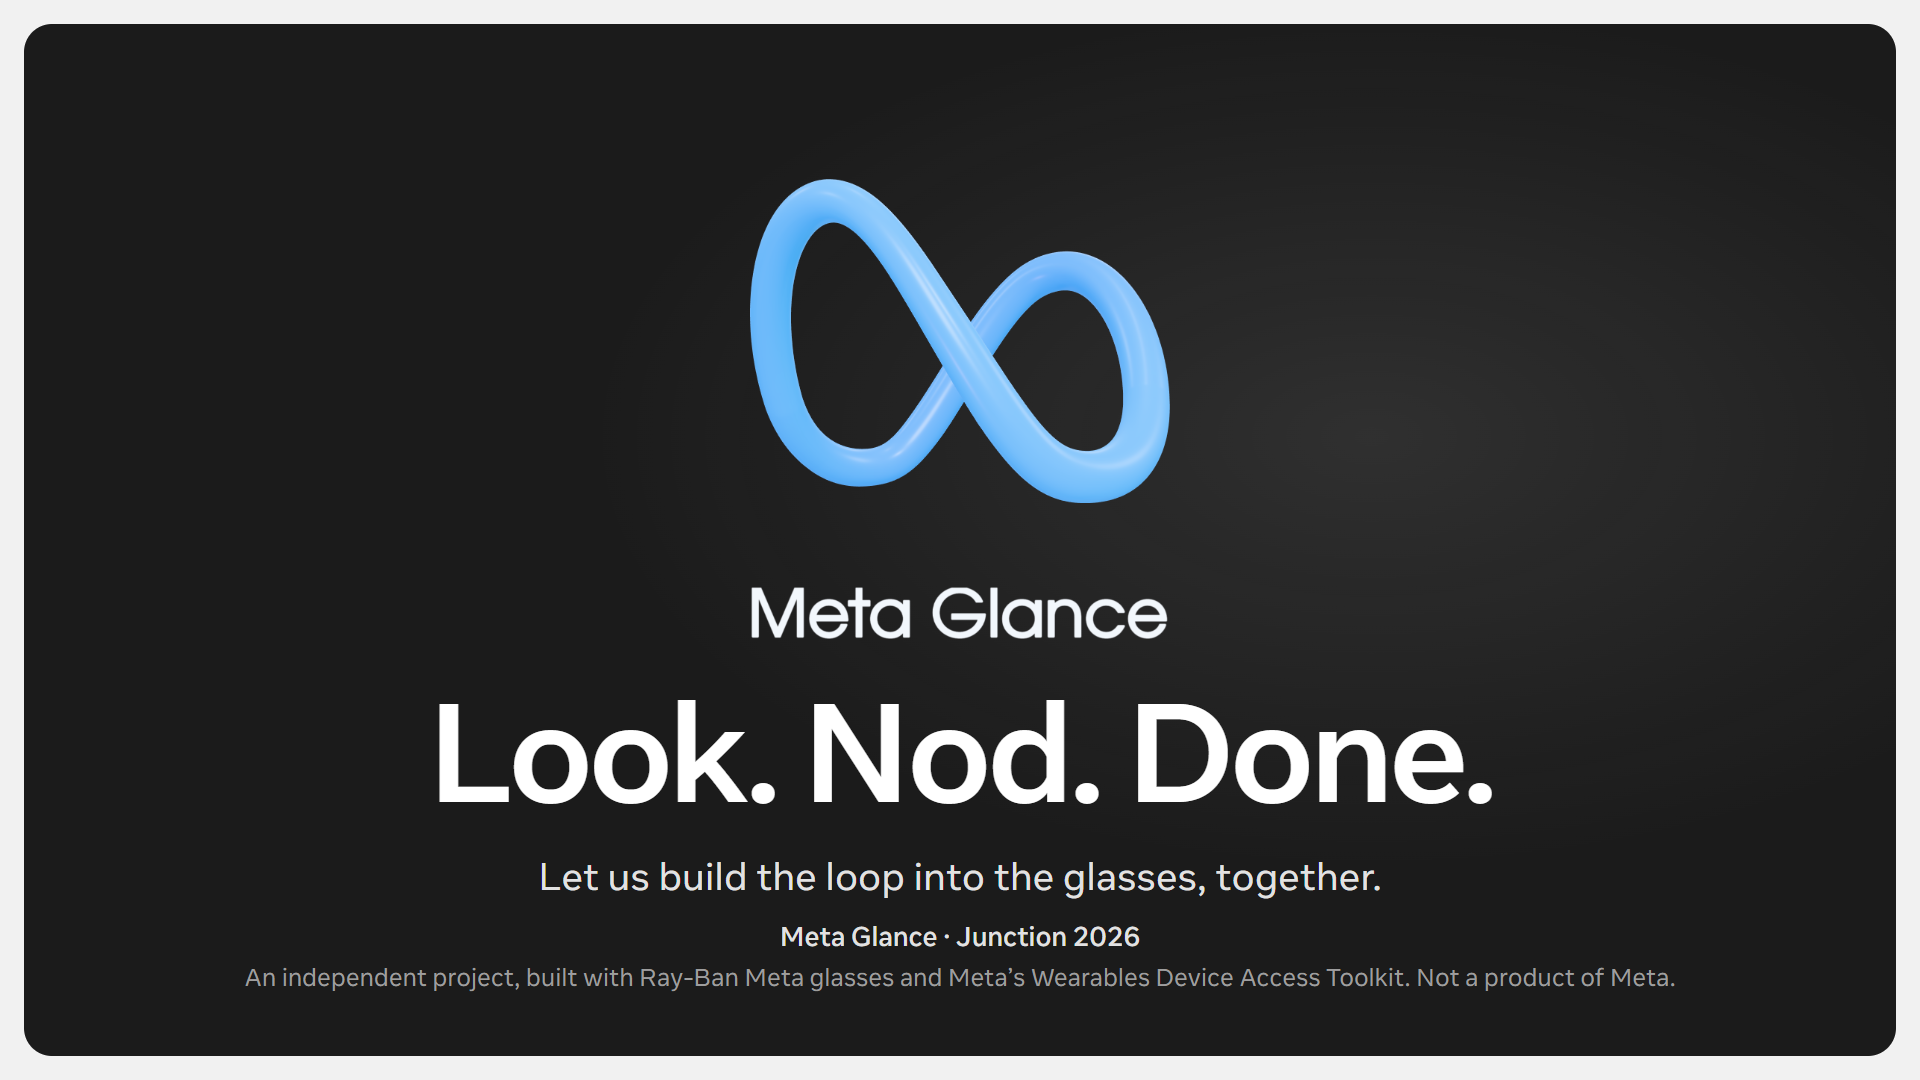 Meta Glance
Look. Nod. Done.
Let us build the loop into the glasses, together.
Meta Glance · Junction 2026
An independent project, built with Ray-Ban Meta glasses and Meta’s Wearables Device Access Toolkit. Not a product of Meta.